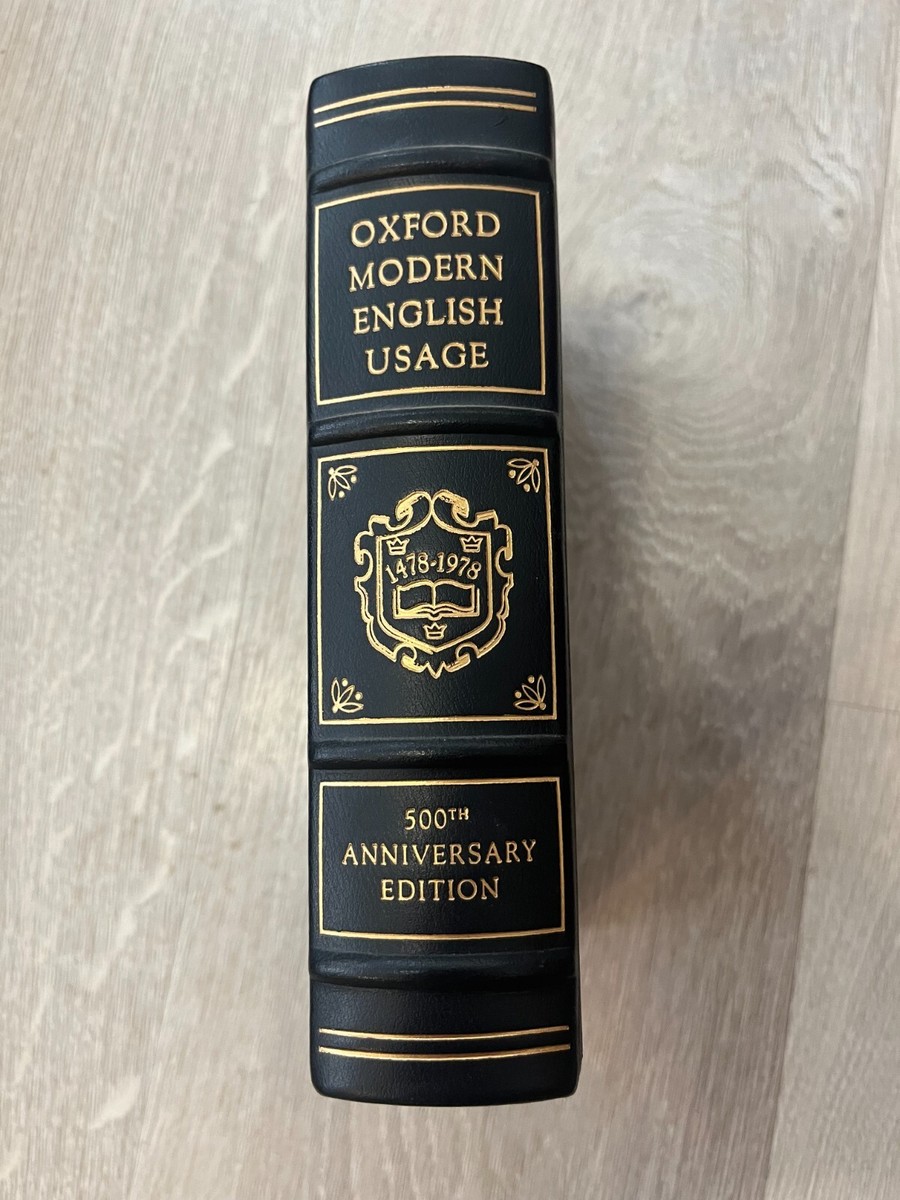 OXFORD
MODERN
ENGLISH
USAGE
1478-1978
500TH
ANNIVERSARY
EDITION